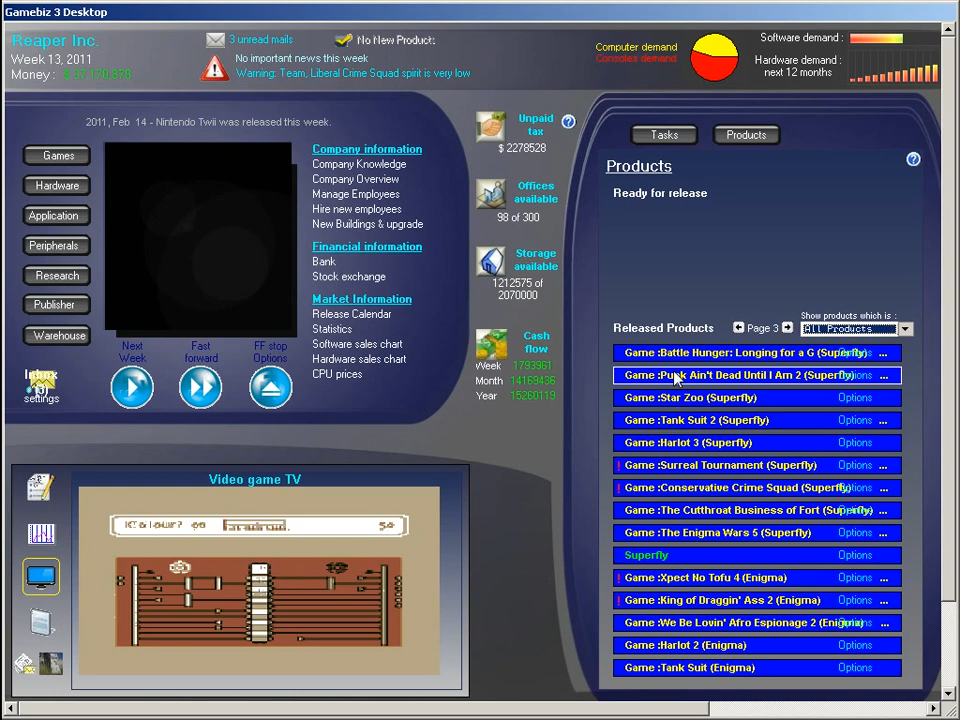 Gamebiz 3 Desktop
Reaper Inc.
Week 13, 2011
Money :
3 unread mails
No New Products
No important news this week
Warning: Team, Liberal Crime Squad spirit is very low
Computer demand
Consoles demand
Software demand :
Hardware demand :
next 12 months
2011, Feb 14 - Nintendo Twii was released this week.
Games
Hardware
Application
Peripherals
Research
Publisher
Warehouse
Inbox
settings
Next
Week
Fast
forward
FF stop
Options
Company information
Company Knowledge
Company Overview
Manage Employees
Hire new employees
New Buildings & upgrade
Financial information
Bank
Stock exchange
Market Information
Release Calendar
Statistics
Software sales chart
Hardware sales chart
CPU prices
Unpaid
tax
$ 2278528
Offices
available
98 of 300
Storage
available
1212575 of
2070000
Cash
flow
Week 1793961
Month 14169436
Year 15260119
Tasks
Products
Products
Ready for release
Released Products
Page 3
Show products which is :
All Products
Game :Battle Hunger: Longing for a G (Superfly) Options ...
Game :Punk Ain't Dead Until I Am 2 (Superfly) Options ...
Game :Star Zoo (Superfly) Options
Game :Tank Suit 2 (Superfly) Options ...
Game :Harlot 3 (Superfly) Options
! Game :Surreal Tournament (Superfly) Options ...
! Game :Conservative Crime Squad (Superfly) Options ...
Game :The Cutthroat Business of Fort (Superfly) Options ...
Game :The Enigma Wars 5 (Superfly) Options ...
Superfly Options
! Game :Xpect No Tofu 4 (Enigma) Options ...
! Game :King of Draggin' Ass 2 (Enigma) Options ...
Game :We Be Lovin' Afro Espionage 2 (Enigma) Options ...
Game :Harlot 2 (Enigma) Options
Game :Tank Suit (Enigma) Options
Video game TV